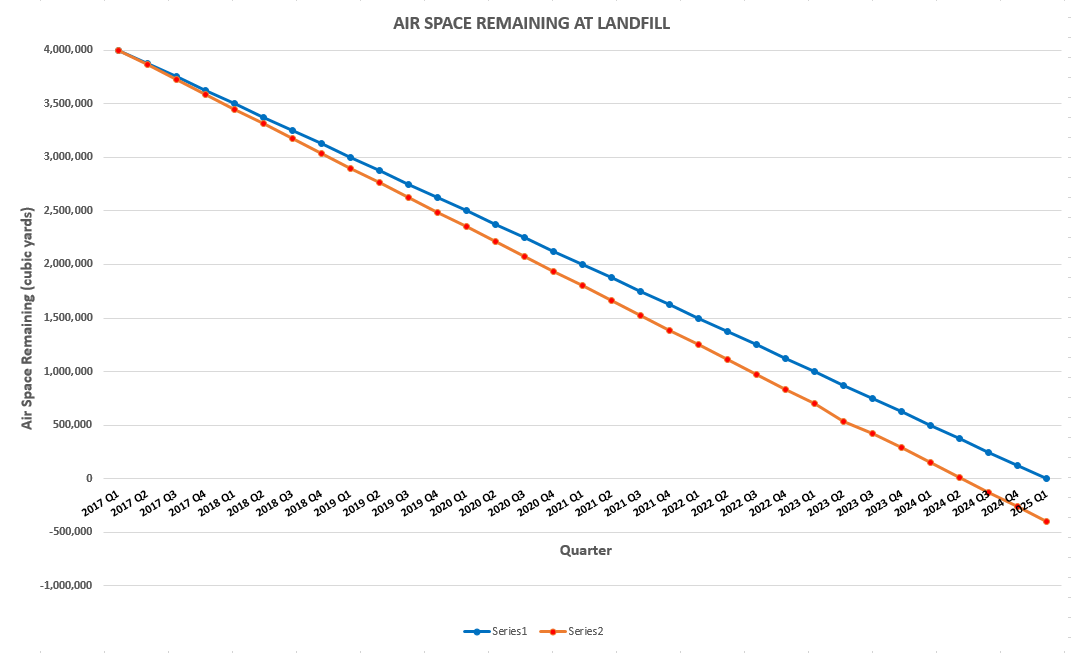 AIR SPACE REMAINING AT LANDFILL
4,000,000
3,500,000
3,000,000
2,500,000
2,000,000
1,500,000
1,000,000
500,000
0
-500,000
-1,000,000
Air Space Remaining (cubic yards)
2017 Q1
2017 Q2
2017 Q3
2017 Q4
2018 Q1
2018 Q2
2018 Q3
2018 Q4
2019 Q1
2019 Q2
2019 Q3
2019 Q4
2020 Q1
2020 Q2
2020 Q3
2020 Q4
2021 Q1
2021 Q2
2021 Q3
2021 Q4
2022 Q1
2022 Q2
2022 Q3
2022 Q4
2023 Q1
2023 Q2
2023 Q3
2023 Q4
2024 Q1
2024 Q2
2024 Q3
2024 Q4
2025 Q1
Quarter
Series1 Series2